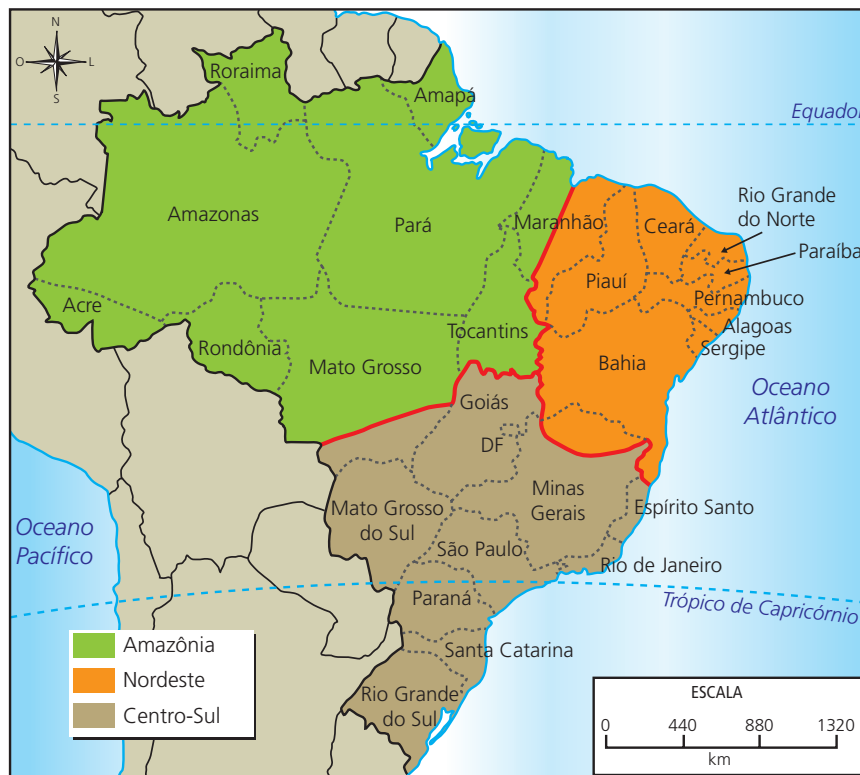 N
O
L
S
Roraima
Amapá
Equador
Amazonas
Pará
Maranhão
Ceará
Rio Grande
do Norte
Paraíba
Piauí
Acre
Pernambuco
Alagoas
Sergipe
Tocantins
Rondônia
Mato Grosso
Bahia
Goiás
Oceano
Atlântico
DF
Mato Grosso
do Sul
Minas
Gerais
Espírito Santo
Oceano
Pacífico
São Paulo
Rio de Janeiro
Paraná
Trópico de Capricórnio
Santa Catarina
Rio Grande
do Sul
Amazônia
Nordeste
Centro-Sul
ESCALA
0 440 880 1320
km